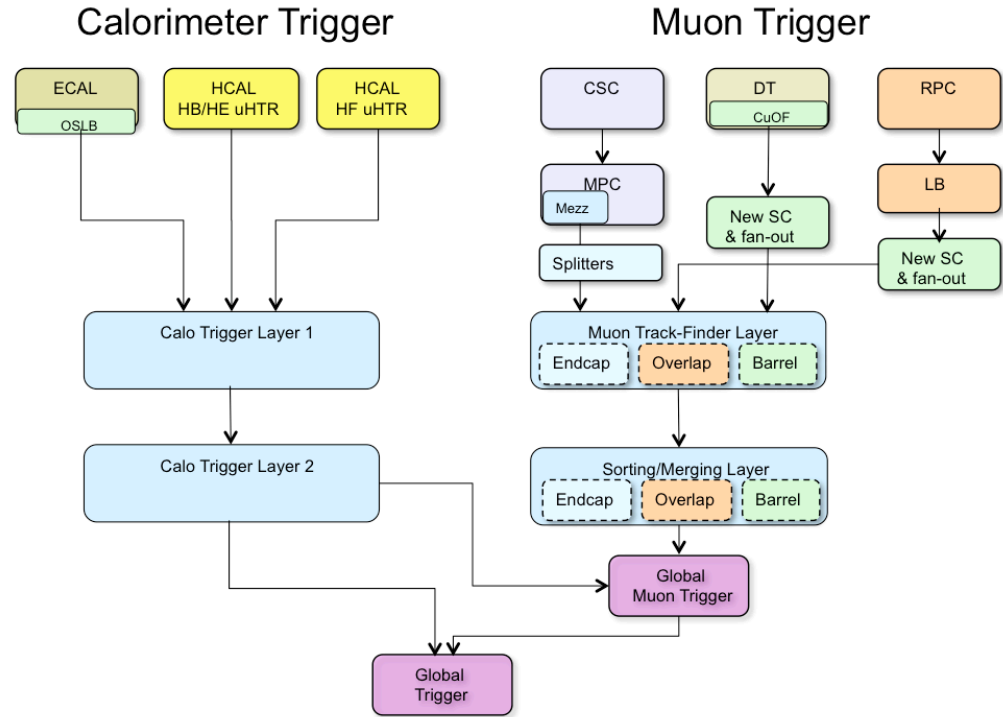 Calorimeter Trigger
Muon Trigger
ECAL
OSLB
HCAL
HB/HE uHTR
HCAL
HF uHTR
CSC
DT
CuOF
RPC
MPC
Mezz
LB
New SC
& fan-out
Splitters
New SC
& fan-out
Calo Trigger Layer 1
Muon Track-Finder Layer
Endcap
Overlap
Barrel
Calo Trigger Layer 2
Sorting/Merging Layer
Endcap
Overlap
Barrel
Global
Muon Trigger
Global
Trigger